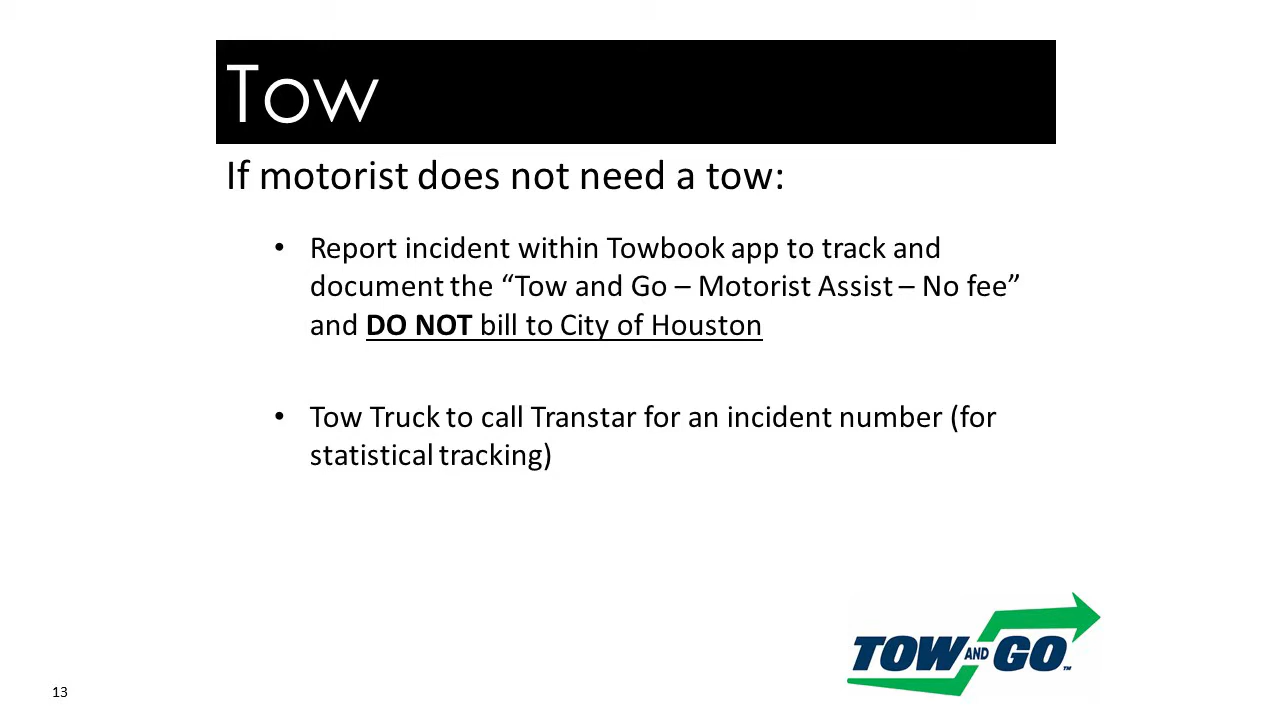 Tow
If motorist does not need a tow:
• Report incident within Towbook app to track and
document the “Tow and Go – Motorist Assist – No fee”
and DO NOT bill to City of Houston
• Tow Truck to call Transtar for an incident number (for
statistical tracking)
TOW AND GO™
13